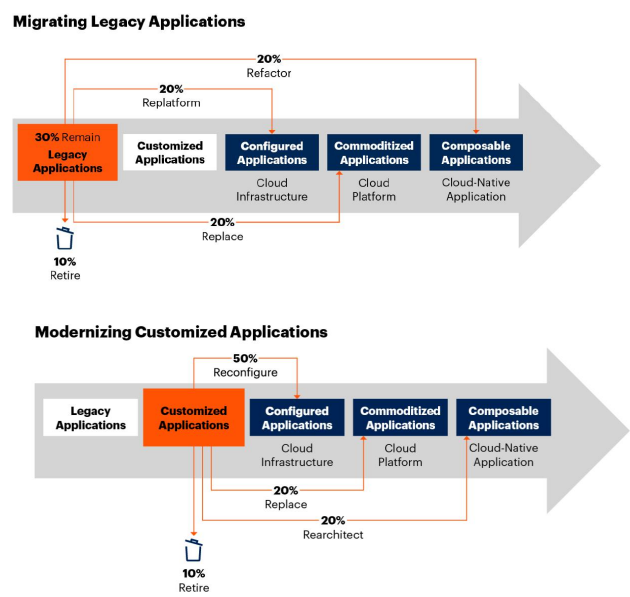 Migrating Legacy Applications
20%
Refactor
20%
Replatform
30% Remain
Legacy
Applications
Customized
Applications
Configured
Applications
Commoditized
Applications
Composable
Applications
Cloud
Infrastructure
Cloud
Platform
Cloud-Native
Application
20%
Replace
10%
Retire
Modernizing Customized Applications
50%
Reconfigure
Legacy
Applications
Customized
Applications
Configured
Applications
Commoditized
Applications
Composable
Applications
Cloud
Infrastructure
Cloud
Platform
Cloud-Native
Application
20%
Replace
20%
Rearchitect
10%
Retire